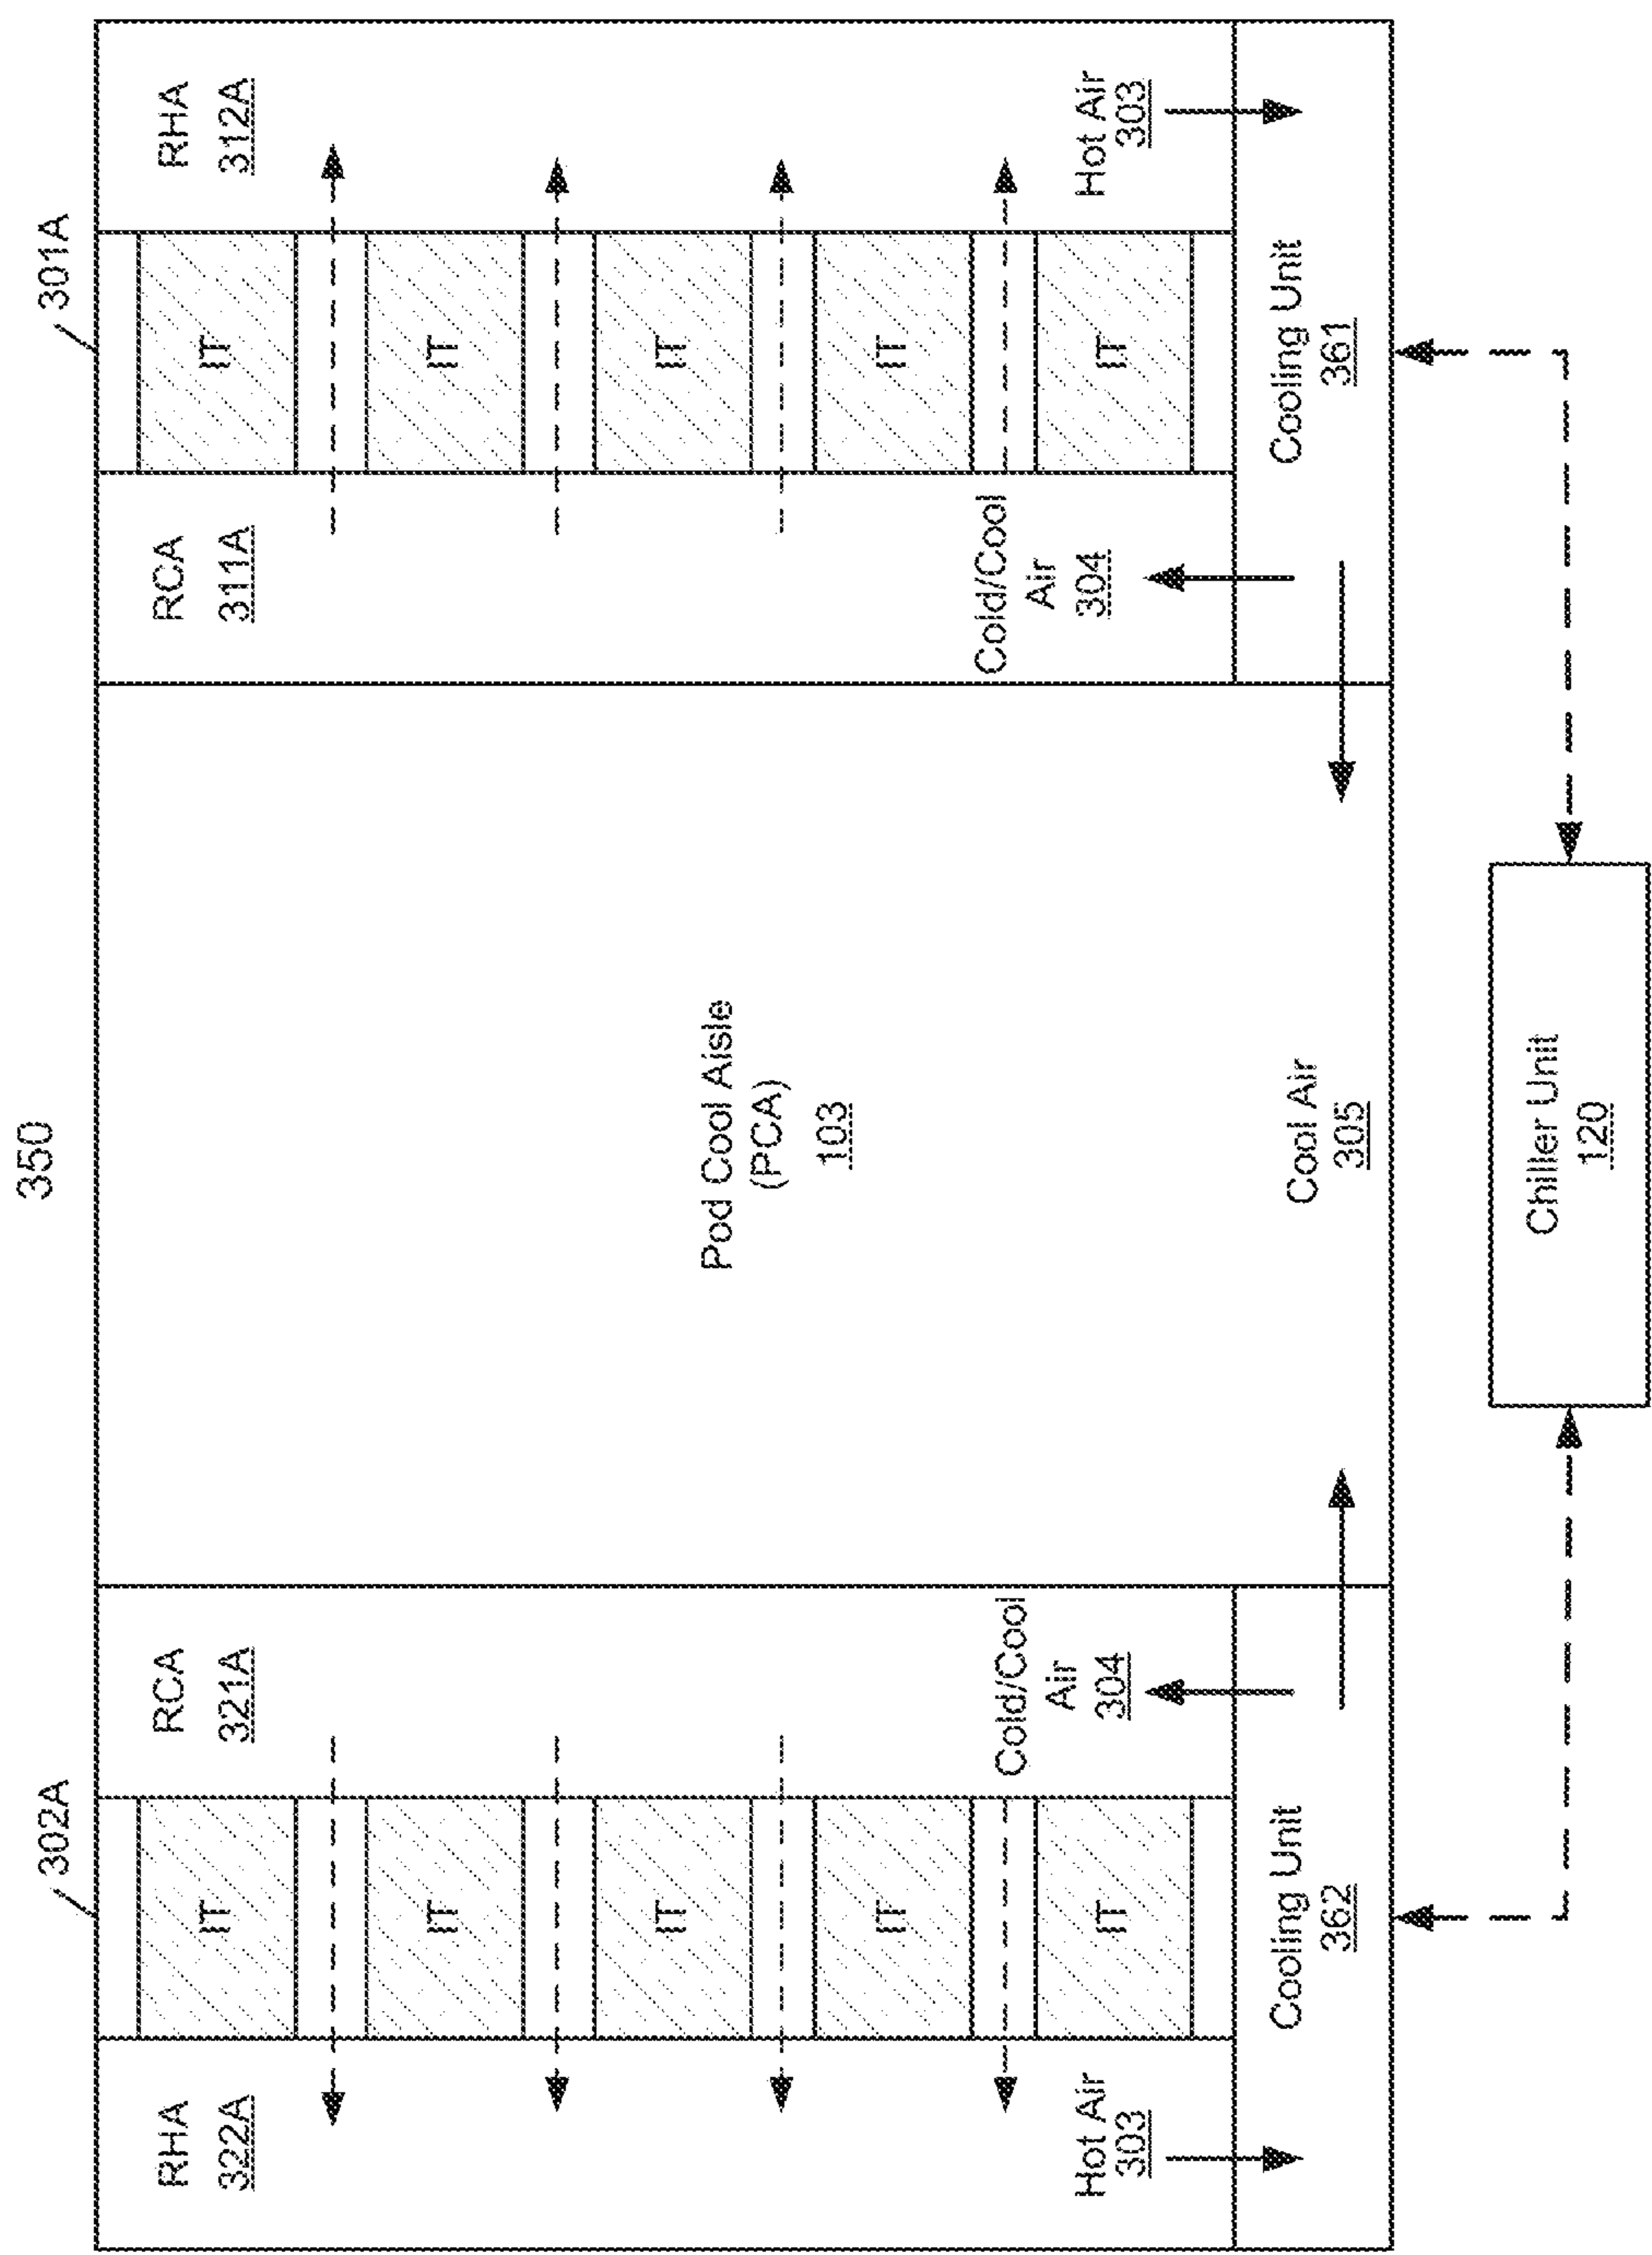 350
302A
301A
RHA
322A
IT
IT
IT
IT
IT
Hot Air
303
RCA
321A
Cold/Cool
Air
304
Cooling Unit
362
Pod Cool Aisle
(PCA)
103
Cool Air
305
RCA
311A
Cold/Cool
Air
304
IT
IT
IT
IT
IT
RHA
312A
Hot Air
303
Cooling Unit
361
Chiller Unit
120